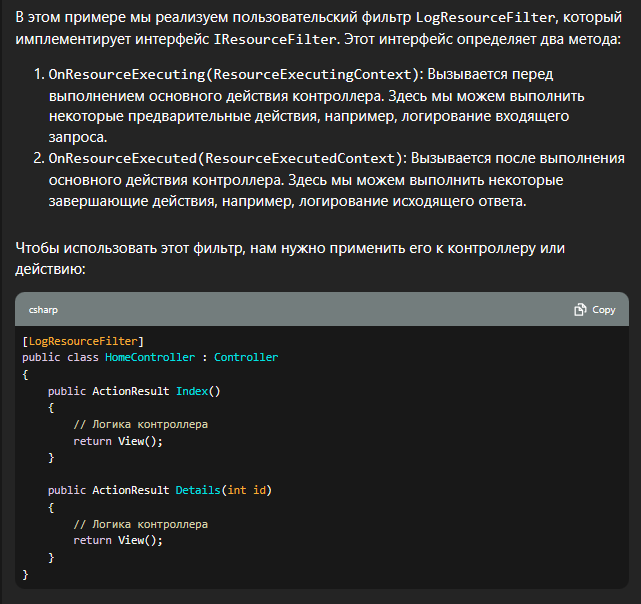 В этом примере мы реализуем пользовательский фильтр LogResourceFilter, который
имплементирует интерфейс IResourceFilter. Этот интерфейс определяет два метода:
1. OnResourceExecuting(ResourceExecutingContext): Вызывается перед
выполнением основного действия контроллера. Здесь мы можем выполнить
некоторые предварительные действия, например, логирование входящего
запроса.
2. OnResourceExecuted(ResourceExecutedContext): Вызывается после выполнения
основного действия контроллера. Здесь мы можем выполнить некоторые
завершающие действия, например, логирование исходящего ответа.
Чтобы использовать этот фильтр, нам нужно применить его к контроллеру или
действию:
csharp Copy
[LogResourceFilter]
public class HomeController : Controller
{
    public ActionResult Index()
    {
        // Логика контроллера
        return View();
    }

    public ActionResult Details(int id)
    {
        // Логика контроллера
        return View();
    }
}